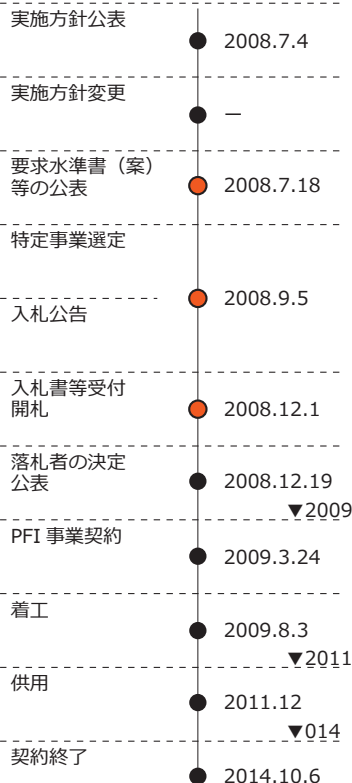 実施方針公表
2008.7.4
実施方針変更
―
要求水準書（案）
等の公表
2008.7.18
特定事業選定
2008.9.5
入札公告
入札書等受付
開札
2008.12.1
落札者の決定
公表
2008.12.19
▼2009
PFI 事業契約
2009.3.24
着工
2009.8.3
▼2011
供用
2011.12
▼014
契約終了
2014.10.6